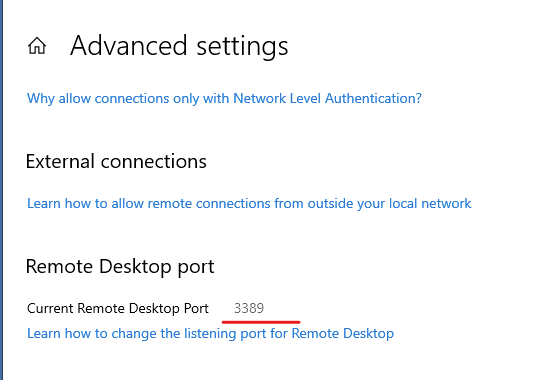 Advanced settings
Why allow connections only with Network Level Authentication?
External connections
Learn how to allow remote connections from outside your local network
Remote Desktop port
Current Remote Desktop Port 3389
Learn how to change the listening port for Remote Desktop